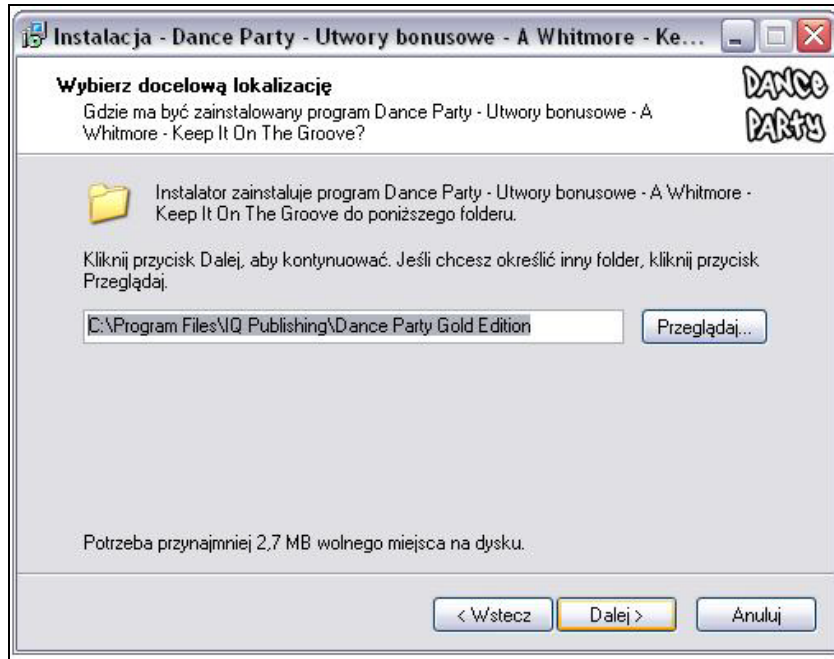 Instalacja - Dance Party - Utwory bonusowe - A Whitmore - Ke...
Wybierz docelową lokalizację
Gdzie ma być zainstalowany program Dance Party - Utwory bonusowe - A
Whitmore - Keep It On The Groove?
DANCE
PARTY
Instalator zainstaluje program Dance Party - Utwory bonusowe - A Whitmore -
Keep It On The Groove do poniższego folderu.
Kliknij przycisk Dalej, aby kontynuować. Jeśli chcesz określić inny folder, kliknij przycisk
Przeglądaj.
C:\Program Files\IQ Publishing\Dance Party Gold Edition
Przeglądaj...
Potrzeba przynajmniej 2,7 MB wolnego miejsca na dysku.
< Wstecz
Dalej >
Anuluj